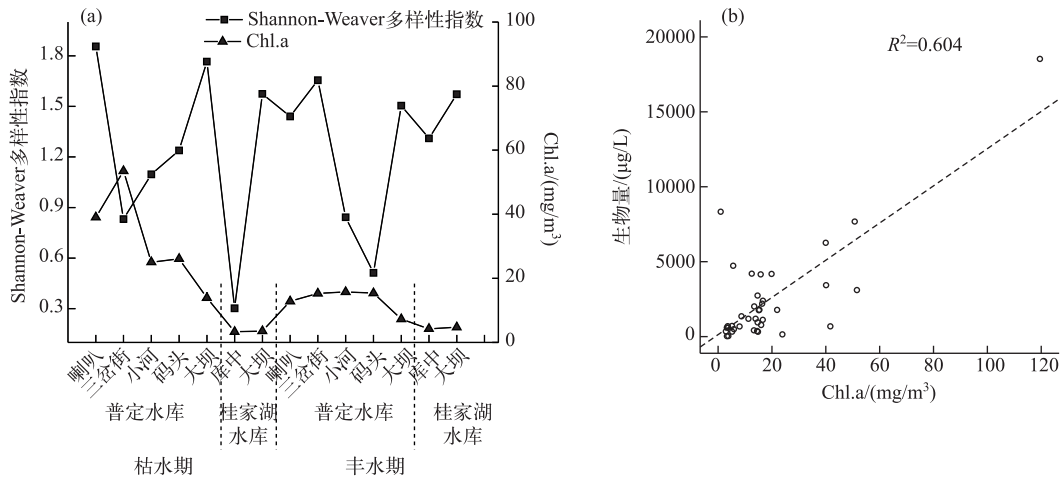 (a)
Shannon-Weaver多样性指数
Chl.a
Shannon-Weaver多样性指数
1.8
1.5
1.2
0.9
0.6
0.3
100
80
60
40
20
0
Chl.a/(mg/m³)
喇叭 三岔街 小河 码头 大坝 库中 大坝 喇叭 三岔街 小河 码头 大坝 库中 大坝
普定水库 桂家湖水库 普定水库 桂家湖水库
枯水期 丰水期
(b)
R²=0.604
生物量/(μg/L)
20000
15000
10000
5000
0
0 20 40 60 80 100 120
Chl.a/(mg/m³)